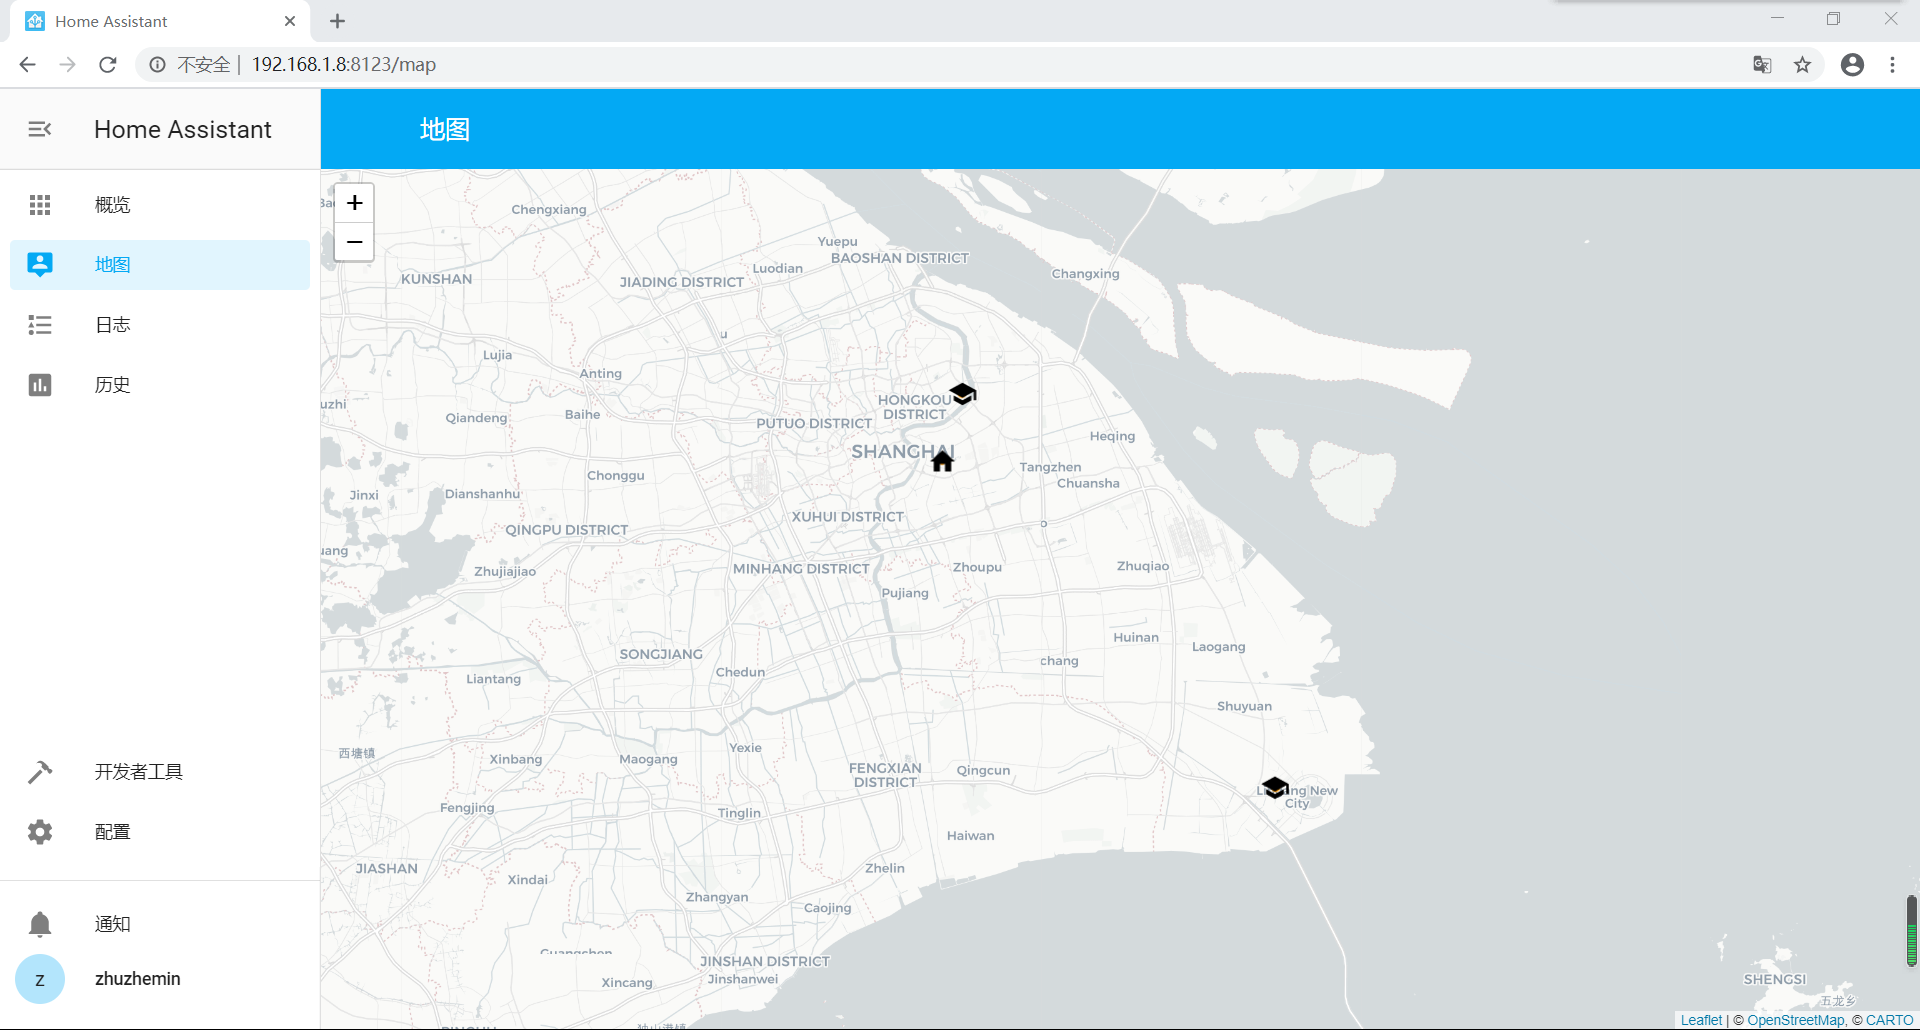 Home Assistant
不安全 | 192.168.1.8:8123/map
Home Assistant
地图
概览
地图
日志
历史
开发者工具
配置
通知
z
zhuzhemin
+
−
Chengxiang
Yuepu
BAOSHAN DISTRICT
Luodian
Changxing
KUNSHAN
JIADING DISTRICT
Lujia
Anting
uzhi
Qiandeng
Baihe
HONGKOU
DISTRICT
PUTUO DISTRICT
Heqing
SHANGHAI
Tangzhen
Chonggu
Chuansha
Jinxi
Dianshanhu
XUHUI DISTRICT
QINGPU DISTRICT
uang
Zhujiajiao
MINHANG DISTRICT
Zhoupu
Zhuqiao
Pujiang
Huinan
Laogang
SONGJIANG
chang
Chedun
Liantang
Shuyuan
西塘镇
Yexie
Xinbang
Maogang
FENGXIAN
DISTRICT
Qingcun
New
City
Fengjing
Tinglin
Haiwan
JIASHAN
Zhelin
Xindai
Zhangyan
Caojing
JINSHAN DISTRICT
Jinshanwei
Xincang
SHENGSI
五龙乡
Leaflet | © OpenStreetMap, © CARTO